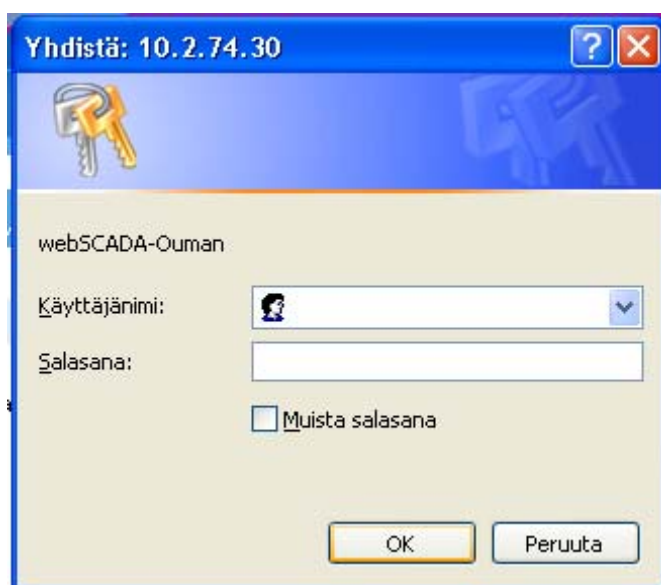 Yhdistä: 10.2.74.30
webSCADA-Ouman
Käyttäjänimi:
Salasana:
Muista salasana
OK Peruuta